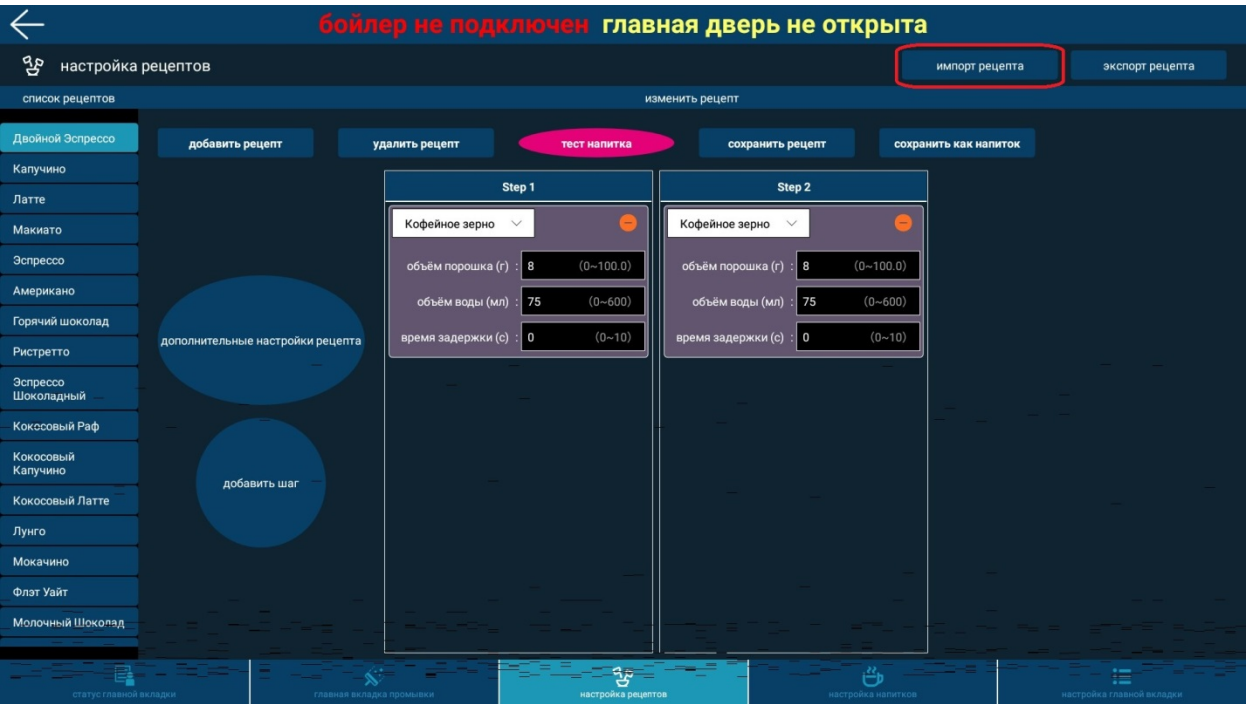 бойлер не подключен главная дверь не открыта
настройка рецептов
импорт рецепта
экспорт рецепта
список рецептов
изменить рецепт
Двойной Эспрессо
Капучино
Латте
Макиато
Эспрессо
Американо
Горячий шоколад
Ристретто
Эспрессо
Шоколадный
Кокосовый Раф
Кокосовый
Капучино
Кокосовый Латте
Лунго
Мокачино
Флэт Уайт
Молочный Шоколад
добавить рецепт
удалить рецепт
тест напитка
сохранить рецепт
сохранить как напиток
дополнительные настройки рецепта
добавить шаг
Step 1
Кофейное зерно
объём порошка (г) : 8 (0~100.0)
объём воды (мл) : 75 (0~600)
время задержки (с) : 0 (0~10)
Step 2
Кофейное зерно
объём порошка (г) : 8 (0~100.0)
объём воды (мл) : 75 (0~600)
время задержки (с) : 0 (0~10)
статус главной вкладки
главная вкладка промывки
настройка рецептов
настройка напитков
настройка главной вкладки